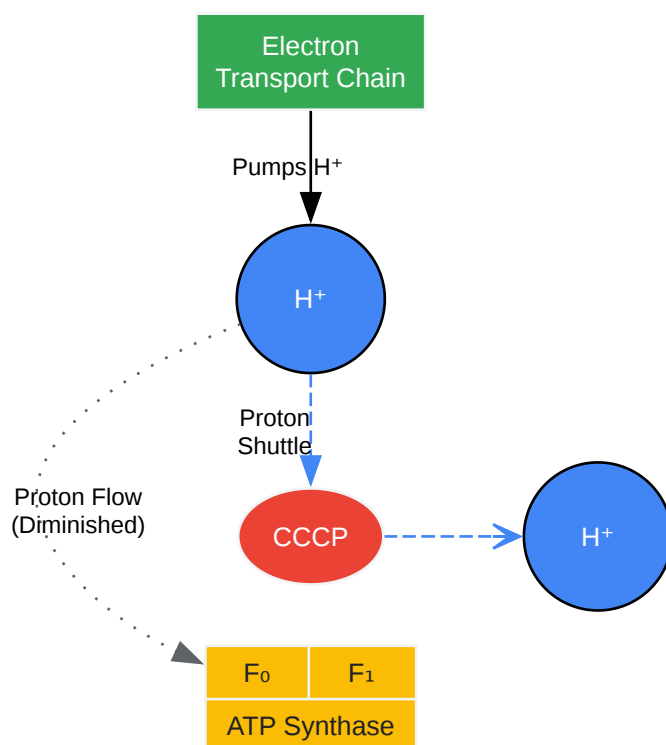 Electron
Transport Chain
Pumps H⁺
H⁺
Proton
Shuttle
Proton Flow
(Diminished)
CCCP
H⁺
F₀ F₁
ATP Synthase